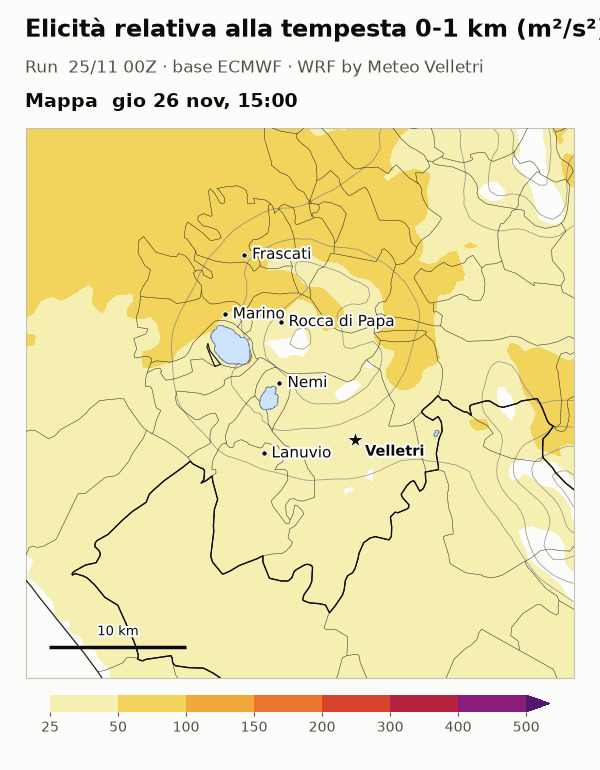 Elicità relativa alla tempesta 0-1 km (m²/s²)
Run 25/11 00Z · base ECMWF · WRF by Meteo Velletri
Mappa gio 26 nov, 15:00
Frascati
Marino
Rocca di Papa
Nemi
Velletri
Lanuvio
10 km
25 50 100 150 200 300 400 500